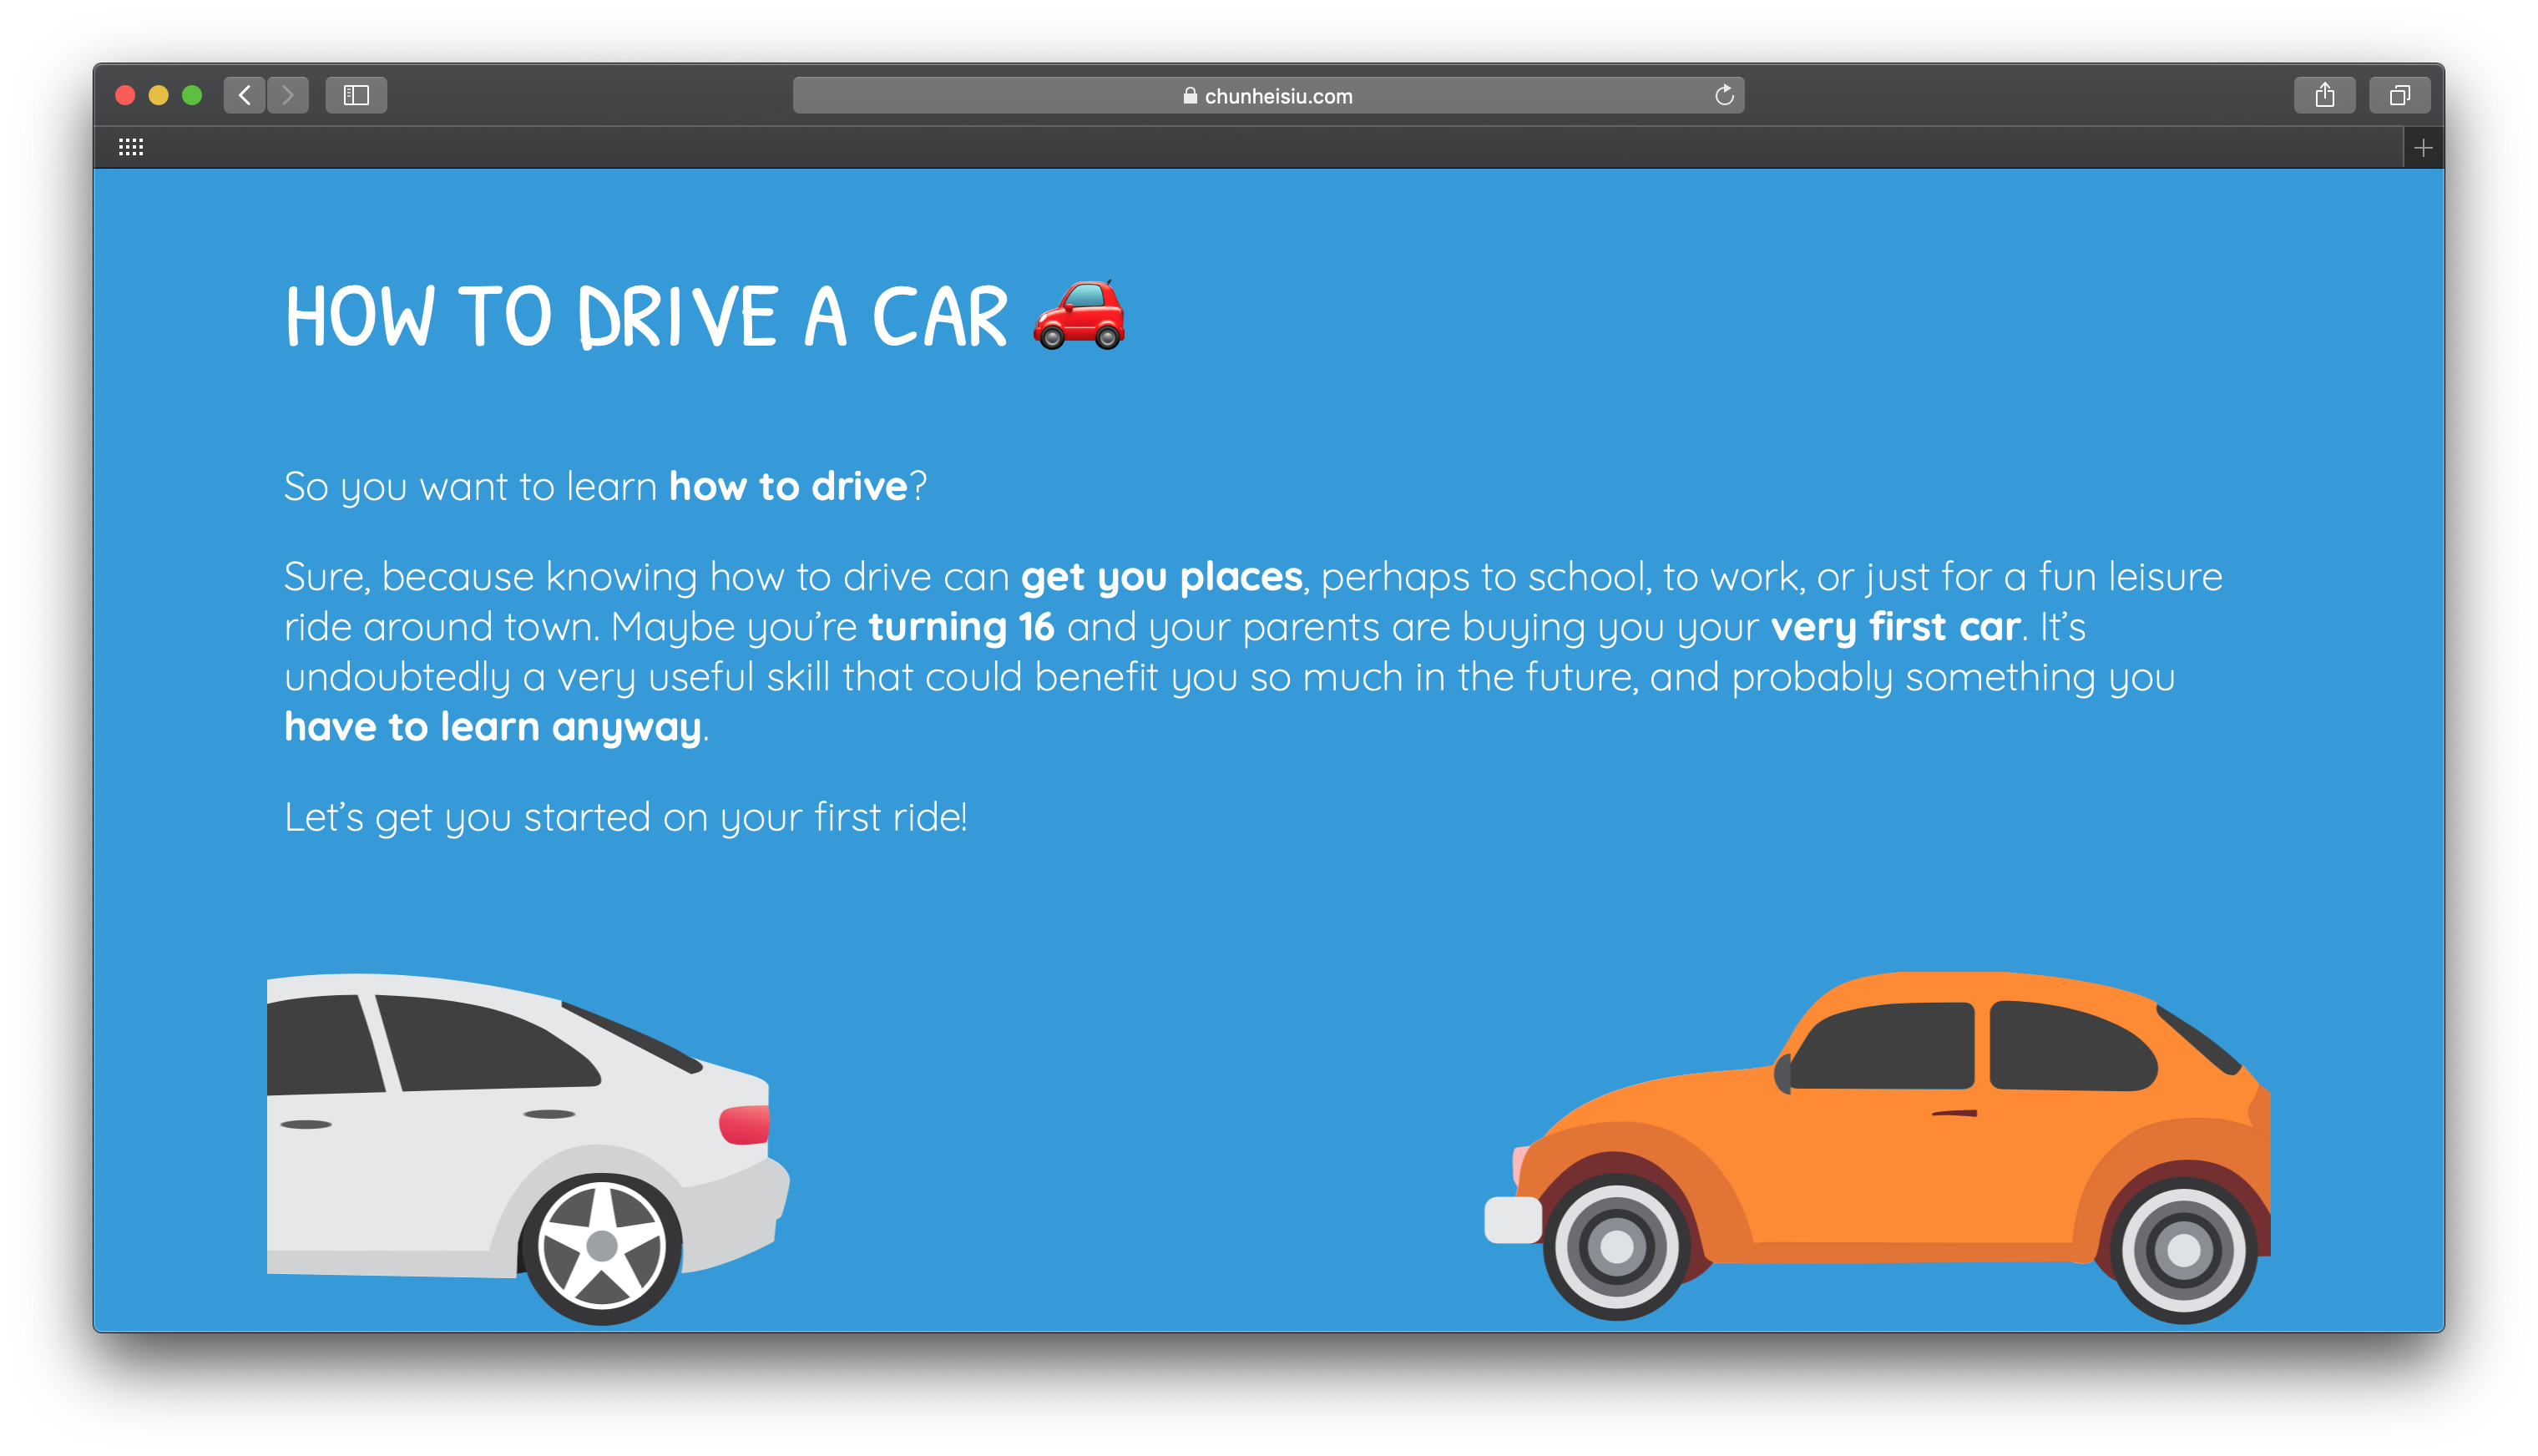 chunheisiu.com
HOW TO DRIVE A CAR 🚗
So you want to learn how to drive?
Sure, because knowing how to drive can get you places, perhaps to school, to work, or just for a fun leisure
ride around town. Maybe you’re turning 16 and your parents are buying you your very first car. It’s
undoubtedly a very useful skill that could benefit you so much in the future, and probably something you
have to learn anyway.
Let’s get you started on your first ride!